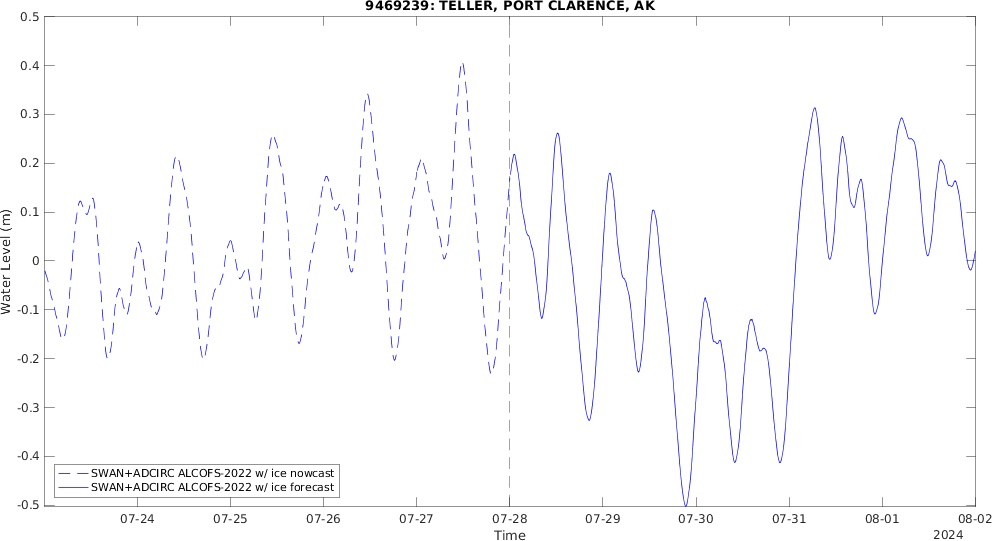 9469239: TELLER, PORT CLARENCE, AK
0.5
0.4
0.3
0.2
0.1
0
-0.1
-0.2
-0.3
-0.4
-0.5
Water Level (m)
SWAN+ADCIRC ALCOFS-2022 w/ ice nowcast
SWAN+ADCIRC ALCOFS-2022 w/ ice forecast
07-24 07-25 07-26 07-27 07-28 07-29 07-30 07-31 08-01 08-02
Time
2024